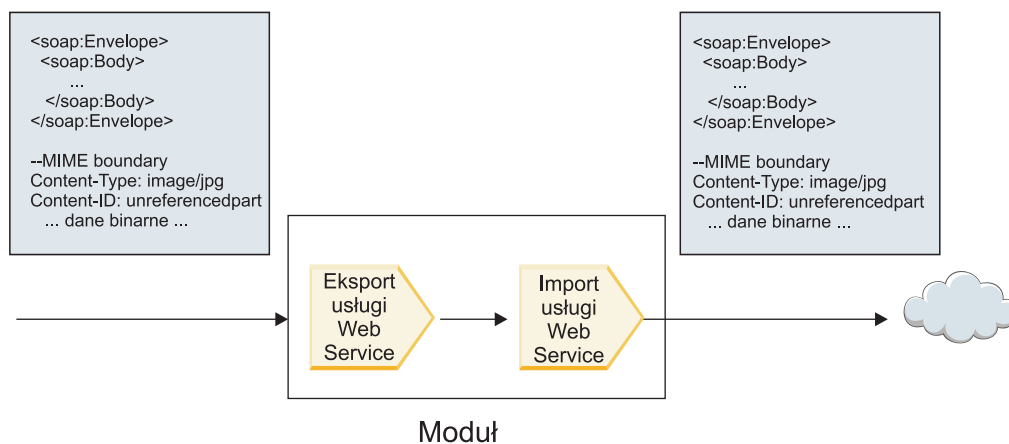 <soap:Envelope>
<soap:Body>
...
</soap:Body>
</soap:Envelope>
--MIME boundary
Content-Type: image/jpg
Content-ID: unreferencedpart
... dane binarne ...
<soap:Envelope>
<soap:Body>
...
</soap:Body>
</soap:Envelope>
--MIME boundary
Content-Type: image/jpg
Content-ID: unreferencedpart
... dane binarne ...
Eksport
usługi
Web
Service
Import
usługi
Web
Service
Moduł